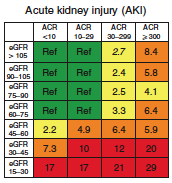 Acute kidney injury (AKI)
ACR <10 ACR 10–29 ACR 30–299 ACR ≥300
eGFR > 105 Ref Ref 2.7 8.4
eGFR 90–105 Ref Ref 2.4 5.8
eGFR 75–90 Ref Ref 2.5 4.1
eGFR 60–75 Ref Ref 3.3 6.4
eGFR 45–60 2.2 4.9 6.4 5.9
eGFR 30–45 7.3 10 12 20
eGFR 15–30 17 17 21 29